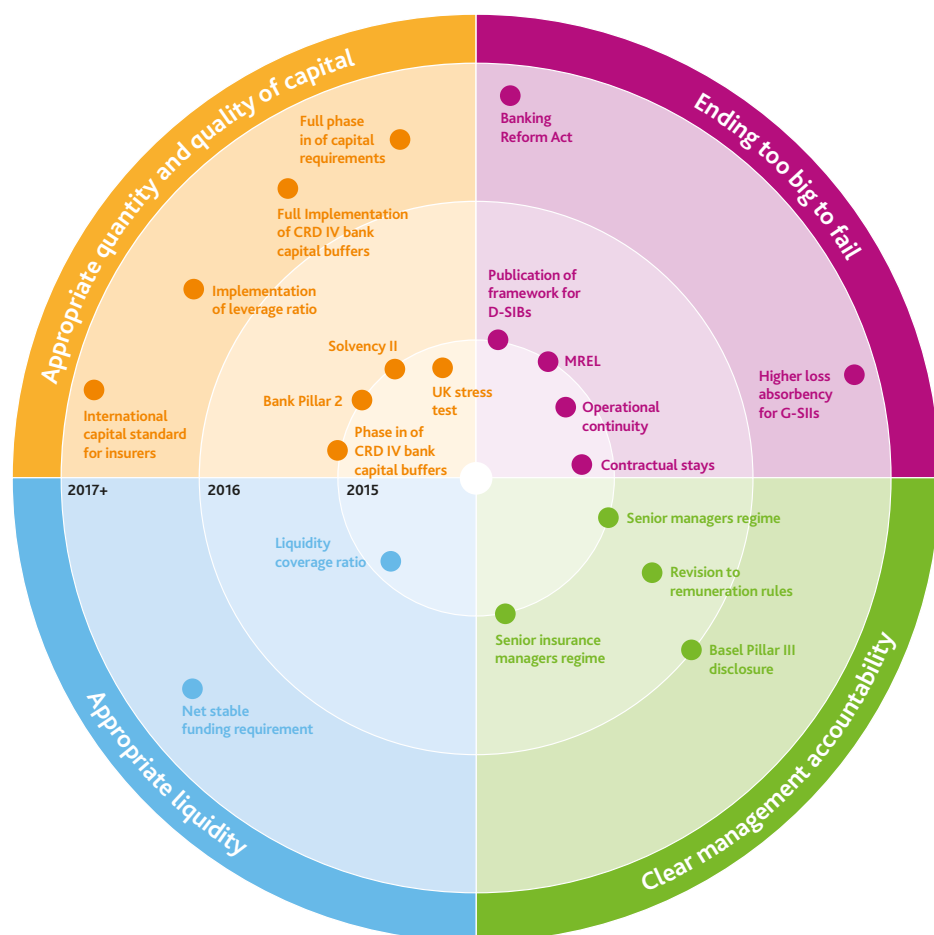 Appropriate quantity and quality of capital
Full phase
in of capital
requirements
Full Implementation
of CRD IV bank
capital buffers
Implementation
of leverage ratio
International
capital standard
for insurers
Solvency II
UK stress
test
Bank Pillar 2
Phase in of
CRD IV bank
capital buffers
Ending too big to fail
Banking
Reform Act
Publication of
framework for
D-SIBs
MREL
Operational
continuity
Contractual stays
Higher loss
absorbency
for G-SIIs
2017+
2016
2015
Appropriate liquidity
Liquidity
coverage ratio
Net stable
funding requirement
Clear management accountability
Senior managers regime
Revision to
remuneration rules
Senior insurance
managers regime
Basel Pillar III
disclosure